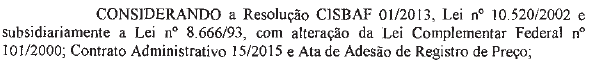 CONSIDERANDO a Resolução CISBAF 01/2013, Lei nº 10.520/2002 e
subsidiariamente a Lei nº 8.666/93, com alteração da Lei Complementar Federal nº
101/2000; Contrato Administrativo 15/2015 e Ata de Adesão de Registro de Preço;